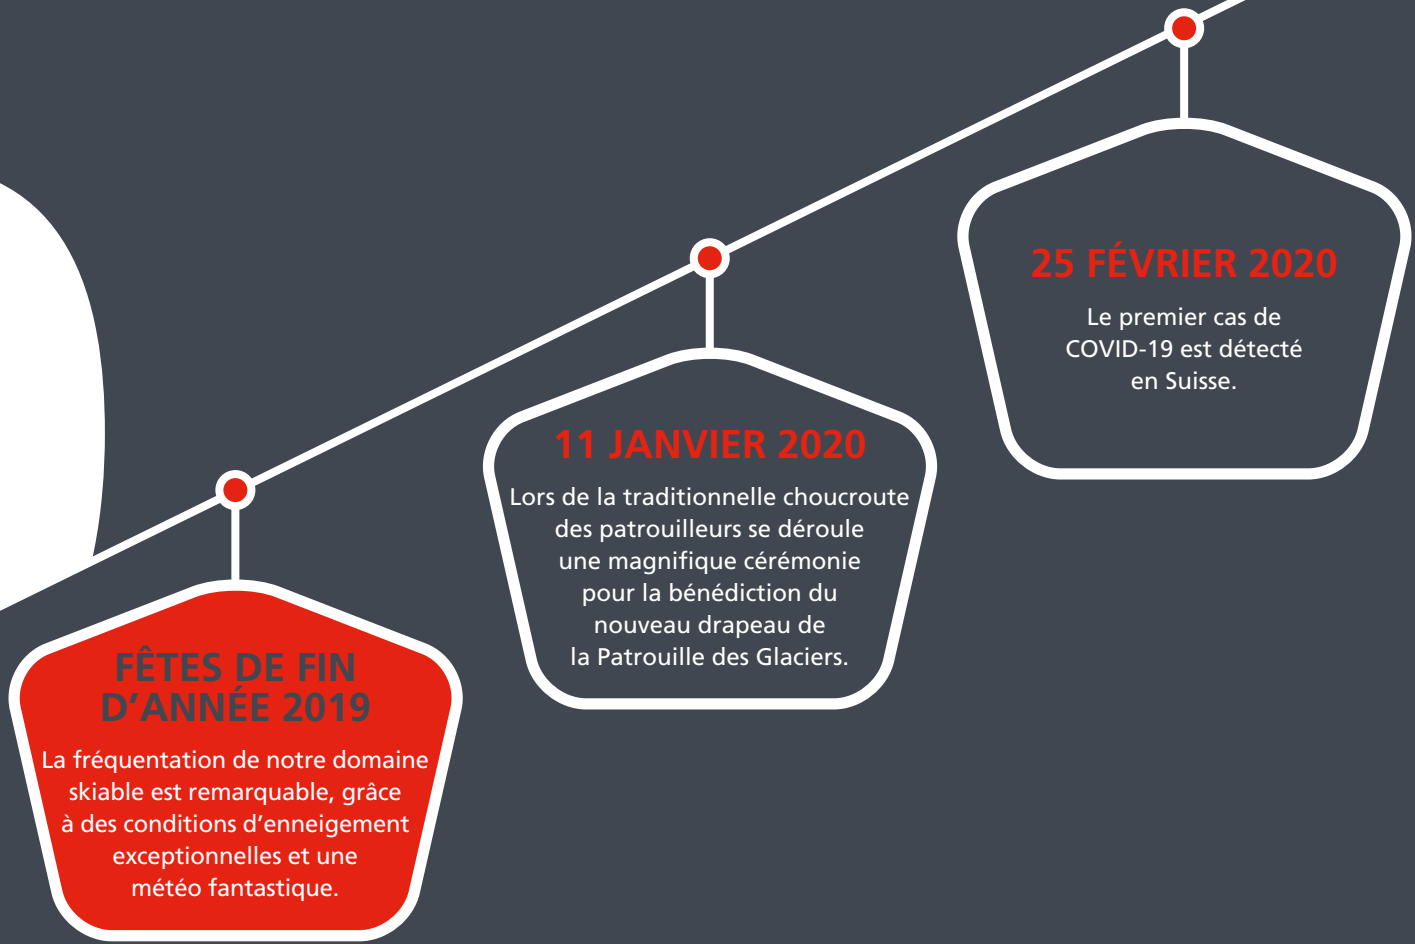 FÊTES DE FIN
D’ANNÉE 2019
La fréquentation de notre domaine
skiable est remarquable, grâce
à des conditions d’enneigement
exceptionnelles et une
météo fantastique.
11 JANVIER 2020
Lors de la traditionnelle choucroute
des patrouilleurs se déroule
une magnifique cérémonie
pour la bénédiction du
nouveau drapeau de
la Patrouille des Glaciers.
25 FÉVRIER 2020
Le premier cas de
COVID-19 est détecté
en Suisse.